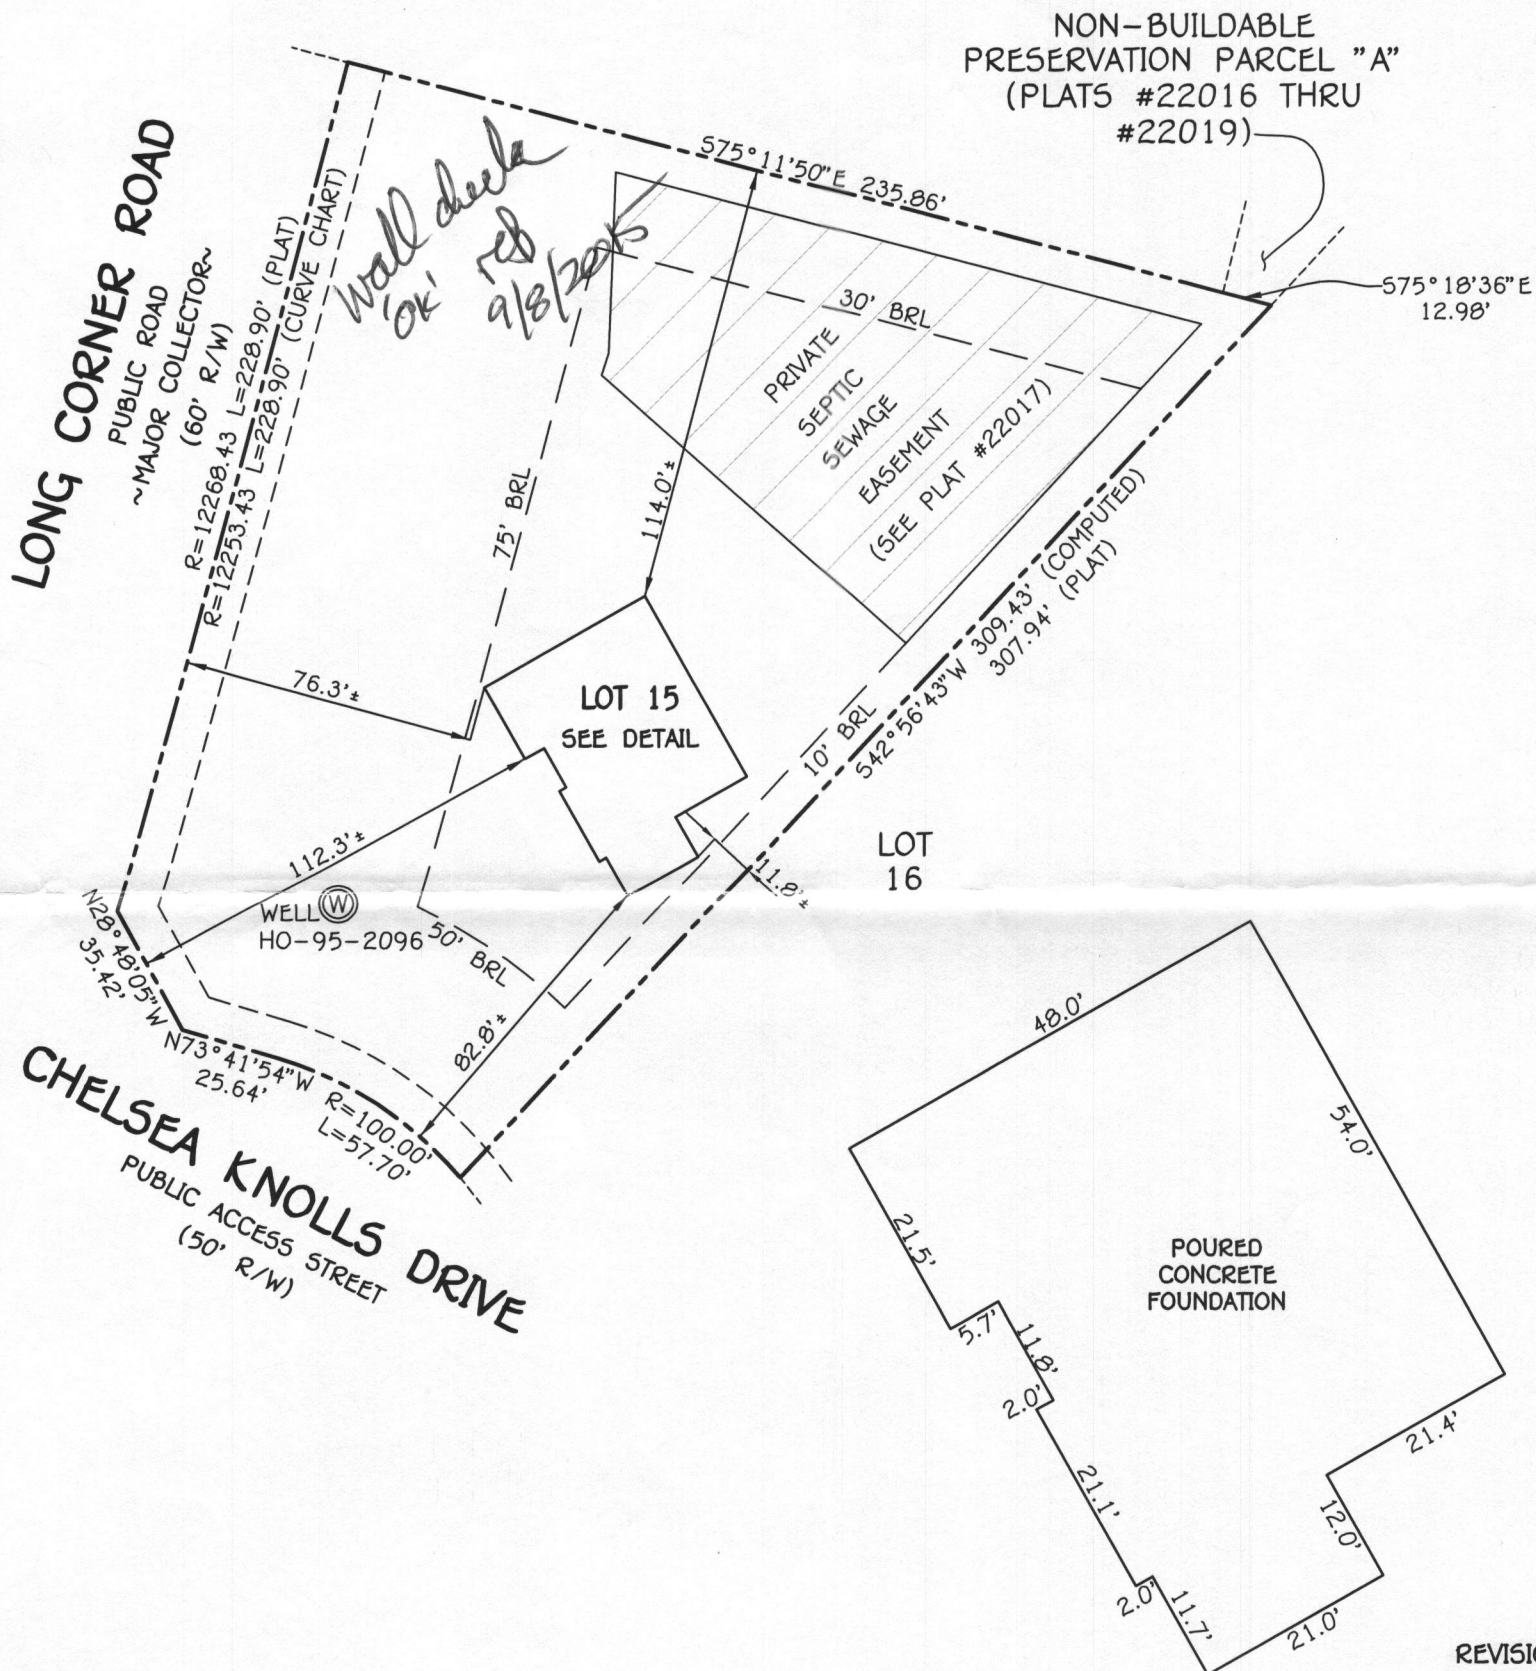 NON-BUILDABLE
PRESERVATION PARCEL "A"
(PLATS #22016 THRU
#22019)
S75°11'50"E 235.86'
S75°18'36"E
12.98'
Wall check
'OK'
9/8/2015
LONG CORNER ROAD
PUBLIC ROAD
~MAJOR COLLECTOR~
(60' R/W)
R=12268.43 L=228.90' (PLAT)
R=12253.43 L=228.90' (CURVE CHART)
75' BRL
114.0'±
30' BRL
PRIVATE
SEPTIC
SEWAGE
EASEMENT
(SEE PLAT #22017)
S42°56'43"W 309.43' (COMPUTED)
307.94' (PLAT)
10' BRL
76.3'±
LOT 15
SEE DETAIL
LOT
16
112.3'±
11.8'±
WELL W
HO-95-2096
50' BRL
82.8'±
N28°48'05"W
35.42'
N73°41'54"W
25.64'
R=100.00'
L=57.70'
CHELSEA KNOLLS DRIVE
PUBLIC ACCESS STREET
(50' R/W)
48.0'
54.0'
21.5'
POURED
CONCRETE
FOUNDATION
5.7'
11.8'
2.0'
21.4'
21.1'
12.0'
2.0'
11.7'
21.0'